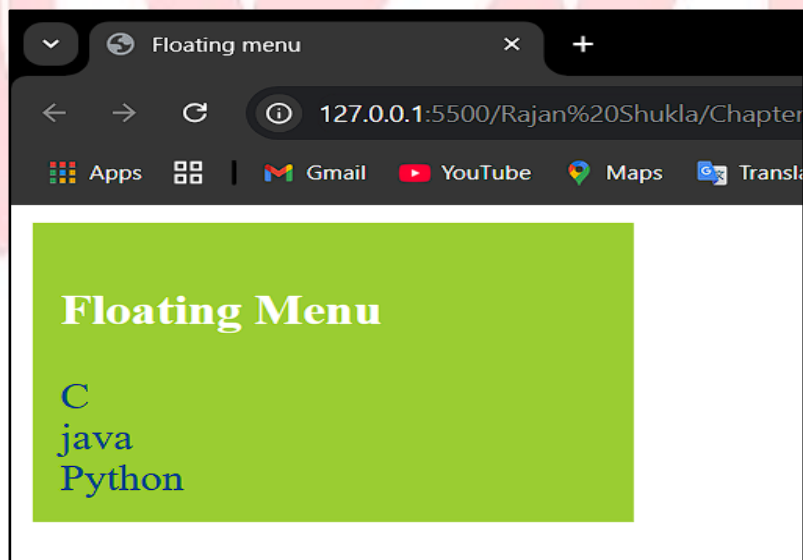 Floating menu
127.0.0.1:5500/Rajan%20Shukla/Chapter
Apps Gmail YouTube Maps Transla
Floating Menu
C
java
Python